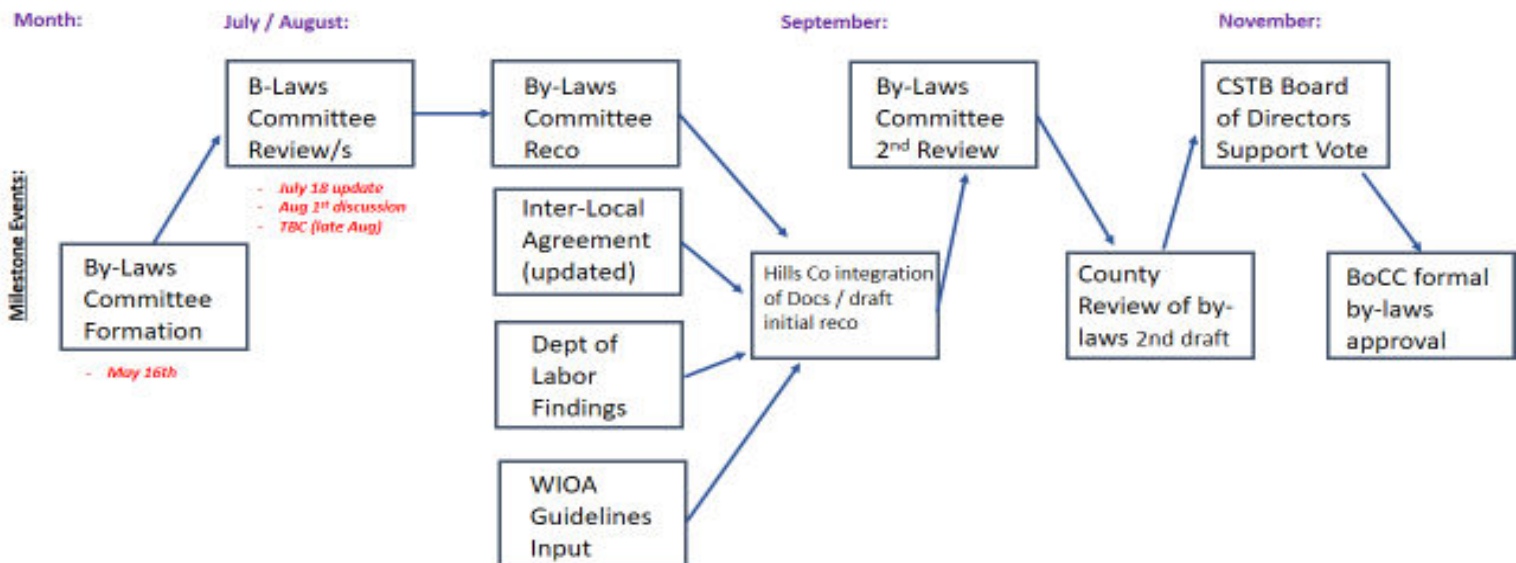 Month:
July / August:
September:
November:
Milestone Events:
By-Laws
Committee
Formation
- May 16th
B-Laws
Committee
Review/s
- July 18 update
- Aug 1st discussion
- TBC (late Aug)
By-Laws
Committee
Reco
Inter-Local
Agreement
(updated)
Dept of
Labor
Findings
WIOA
Guidelines
Input
Hills Co integration
of Docs / draft
initial reco
By-Laws
Committee
2nd Review
County
Review of by-
laws 2nd draft
CSTB Board
of Directors
Support Vote
BoCC formal
by-laws
approval